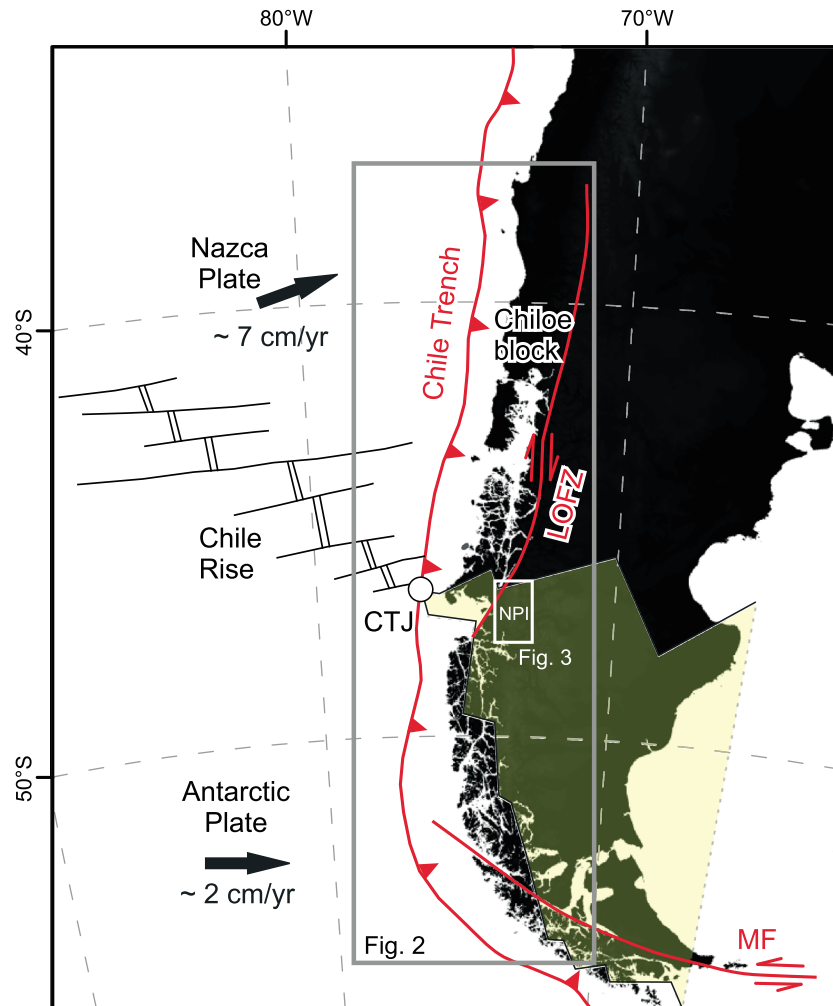 80°W
70°W
Nazca
Plate
~ 7 cm/yr
40°S
Chile Trench
Chiloe
block
LOFZ
Chile
Rise
CTJ
NPI
Fig. 3
50°S
Antarctic
Plate
~ 2 cm/yr
Fig. 2
MF